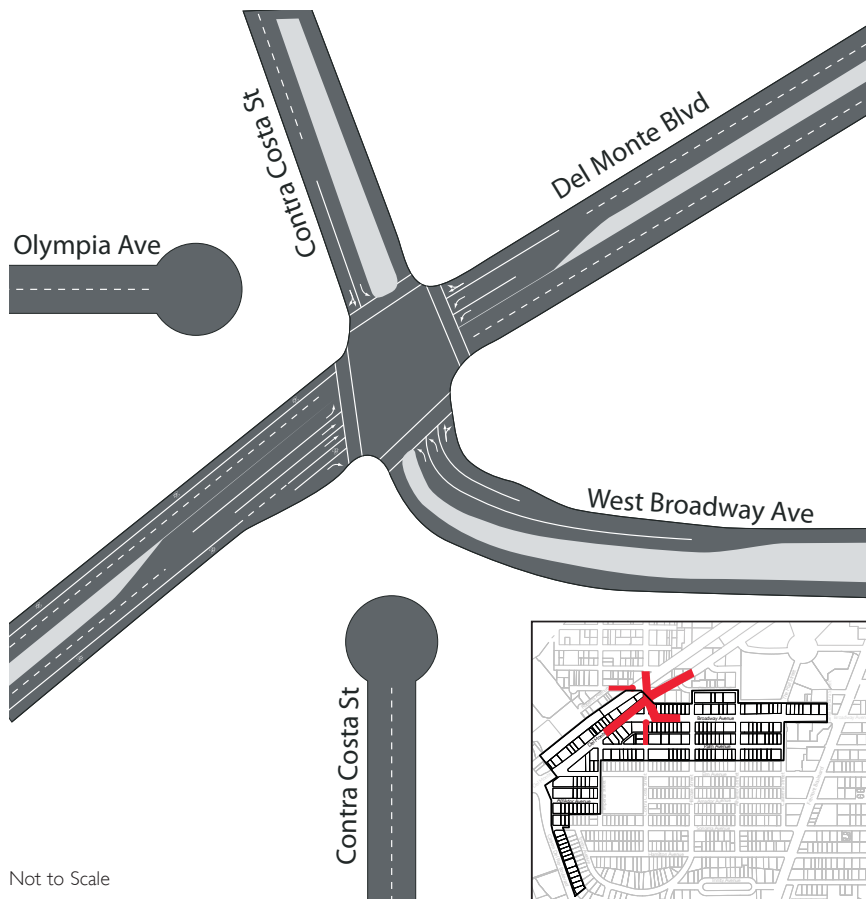 Contra Costa St
Del Monte Blvd
Olympia Ave
West Broadway Ave
Contra Costa St
Broadway Avenue
Not to Scale